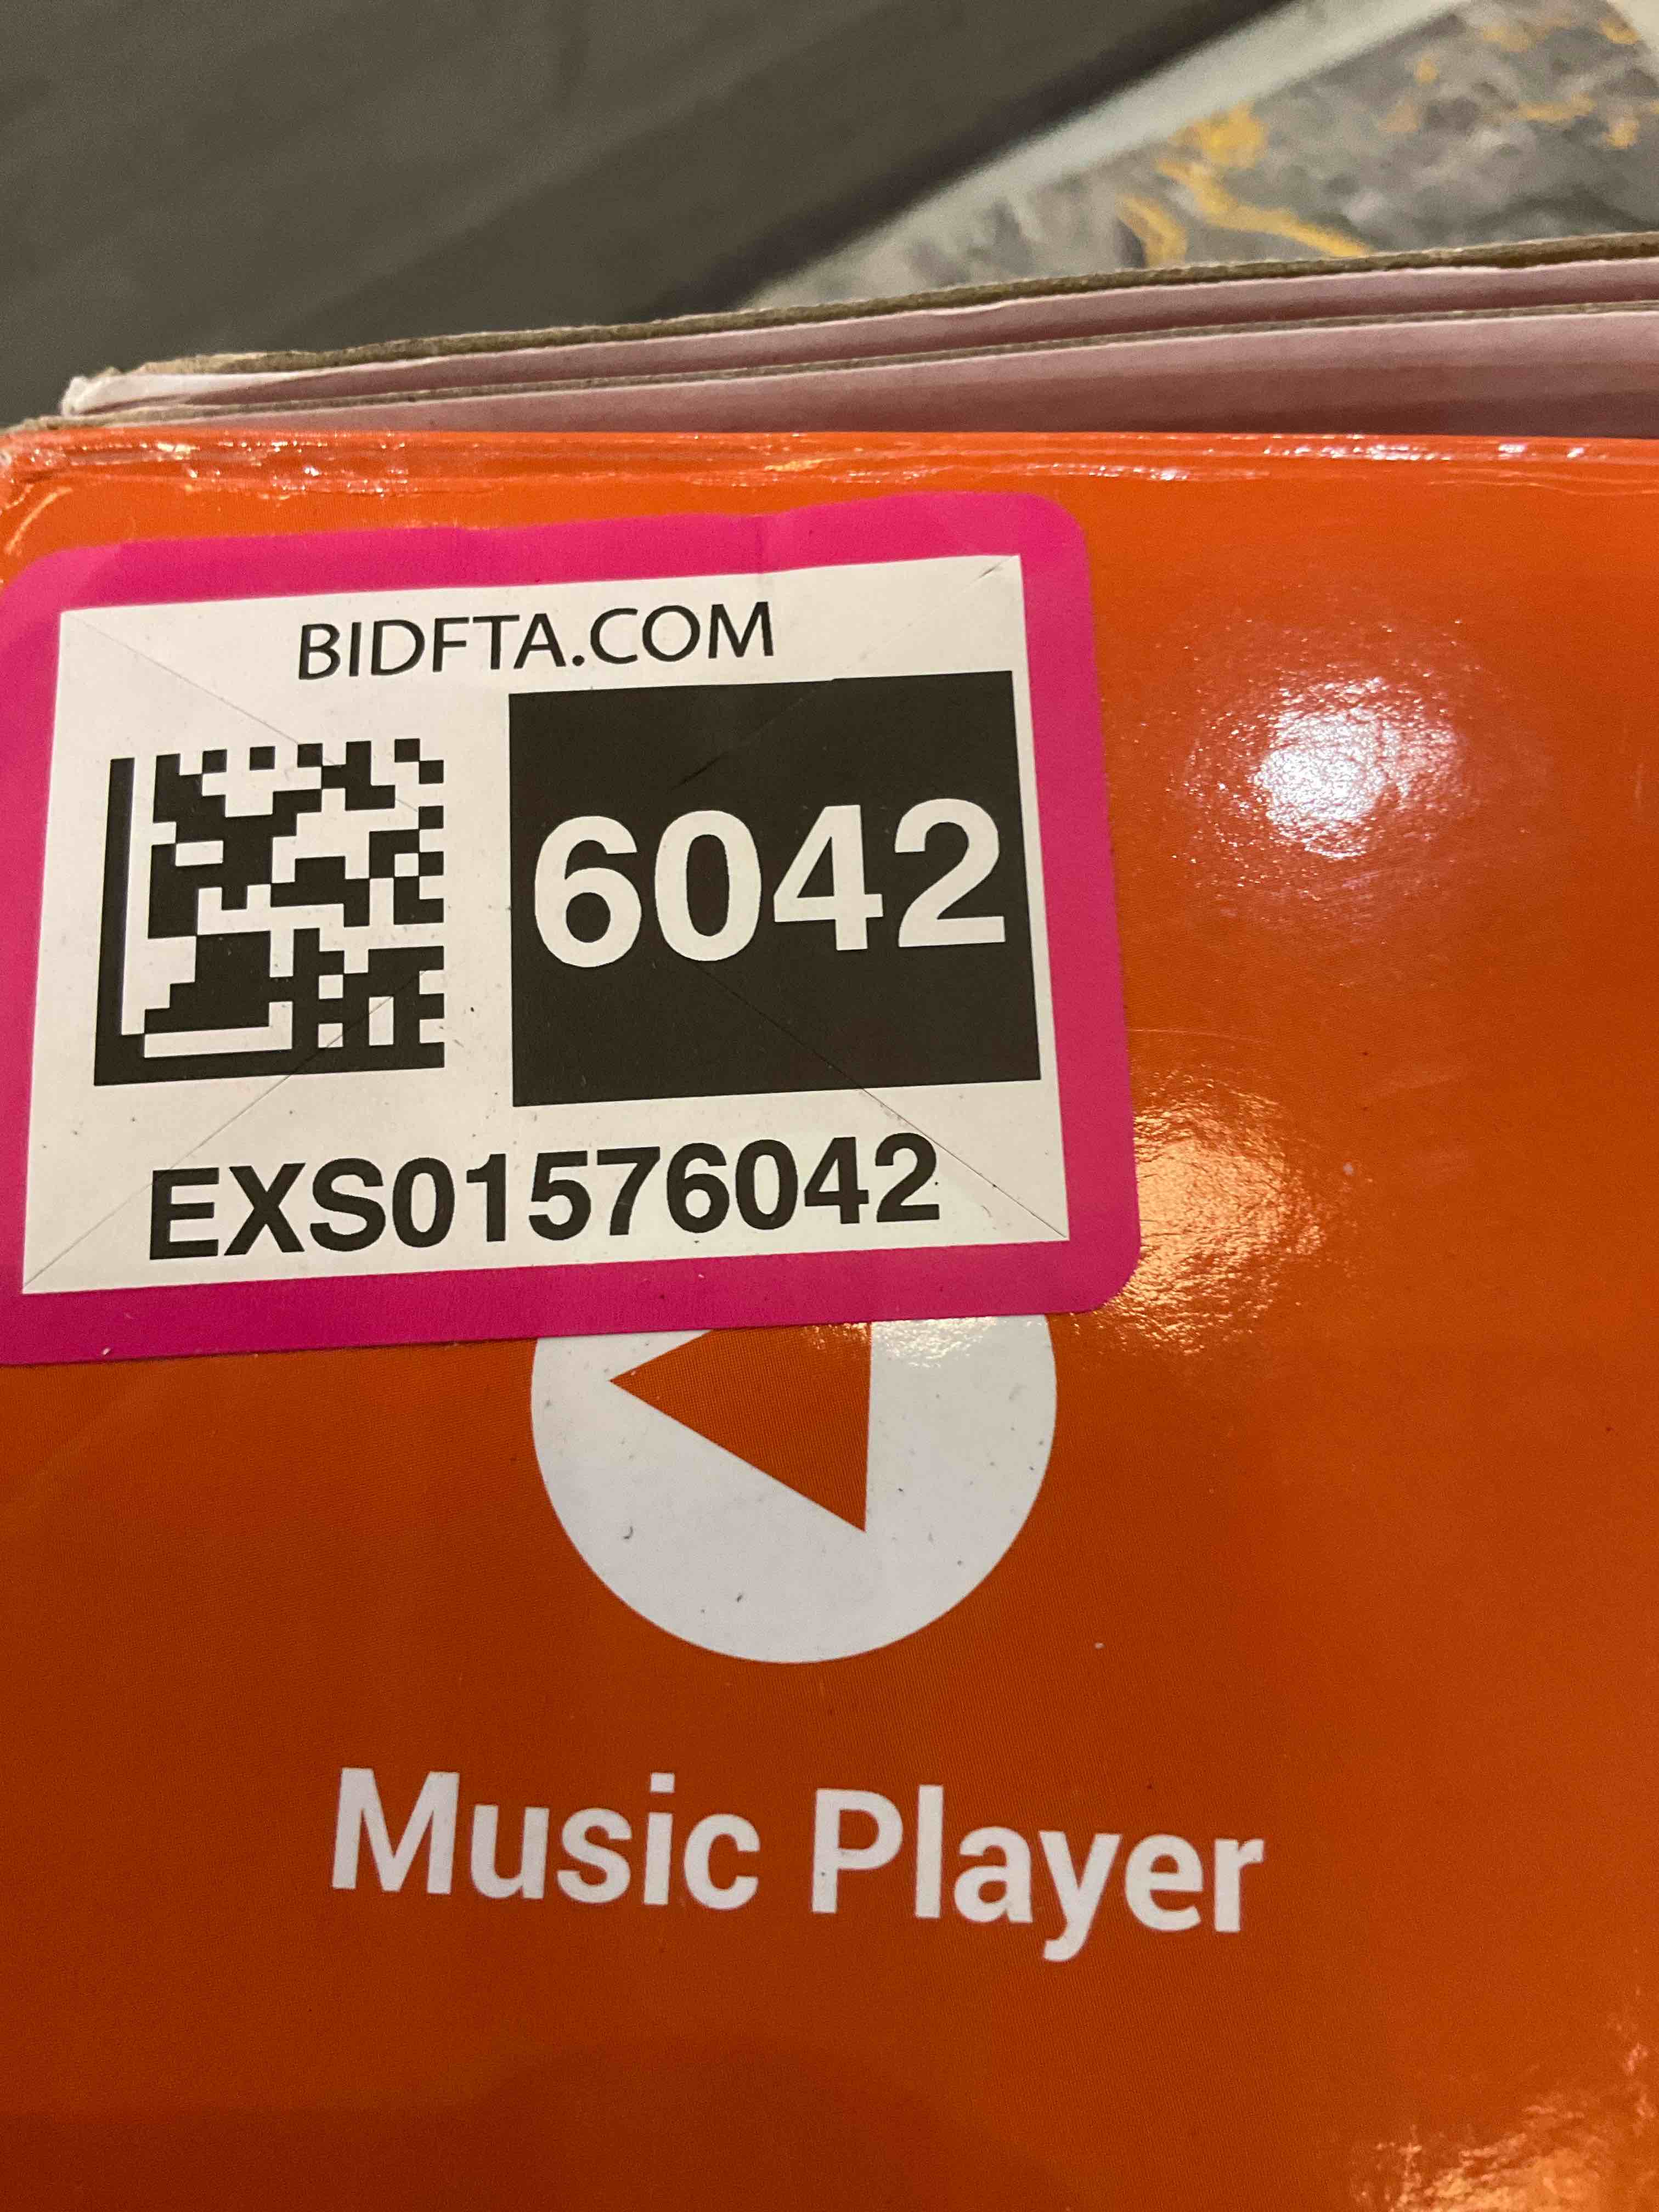 BIDFTA.COM
6042
EXS01576042
Music Player